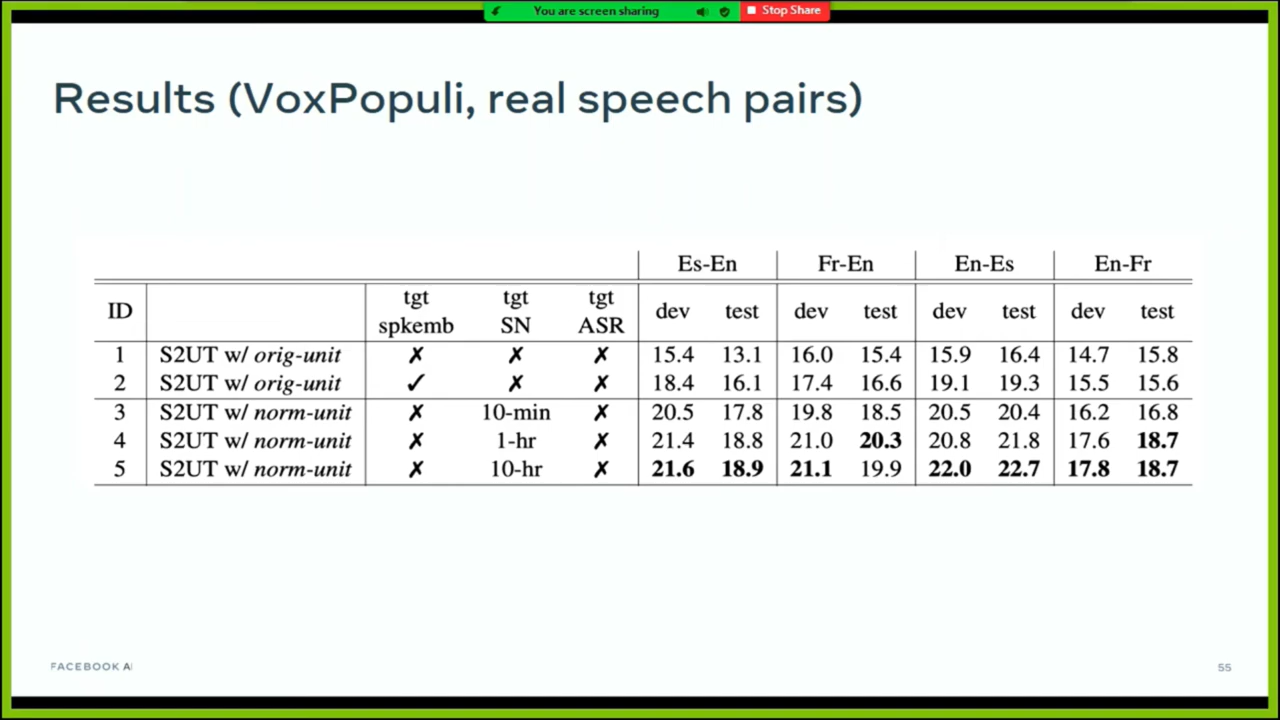 You are screen sharing Stop Share
Results (VoxPopuli, real speech pairs)
Es-En Fr-En En-Es En-Fr
ID tgt spkemb tgt SN tgt ASR dev test dev test dev test dev test
1 S2UT w/ orig-unit ✗ ✗ ✗ 15.4 13.1 16.0 15.4 15.9 16.4 14.7 15.8
2 S2UT w/ orig-unit ✓ ✗ ✗ 18.4 16.1 17.4 16.6 19.1 19.3 15.5 15.6
3 S2UT w/ norm-unit ✗ 10-min ✗ 20.5 17.8 19.8 18.5 20.5 20.4 16.2 16.8
4 S2UT w/ norm-unit ✗ 1-hr ✗ 21.4 18.8 21.0 20.3 20.8 21.8 17.6 18.7
5 S2UT w/ norm-unit ✗ 10-hr ✗ 21.6 18.9 21.1 19.9 22.0 22.7 17.8 18.7
FACEBOOK AI
55